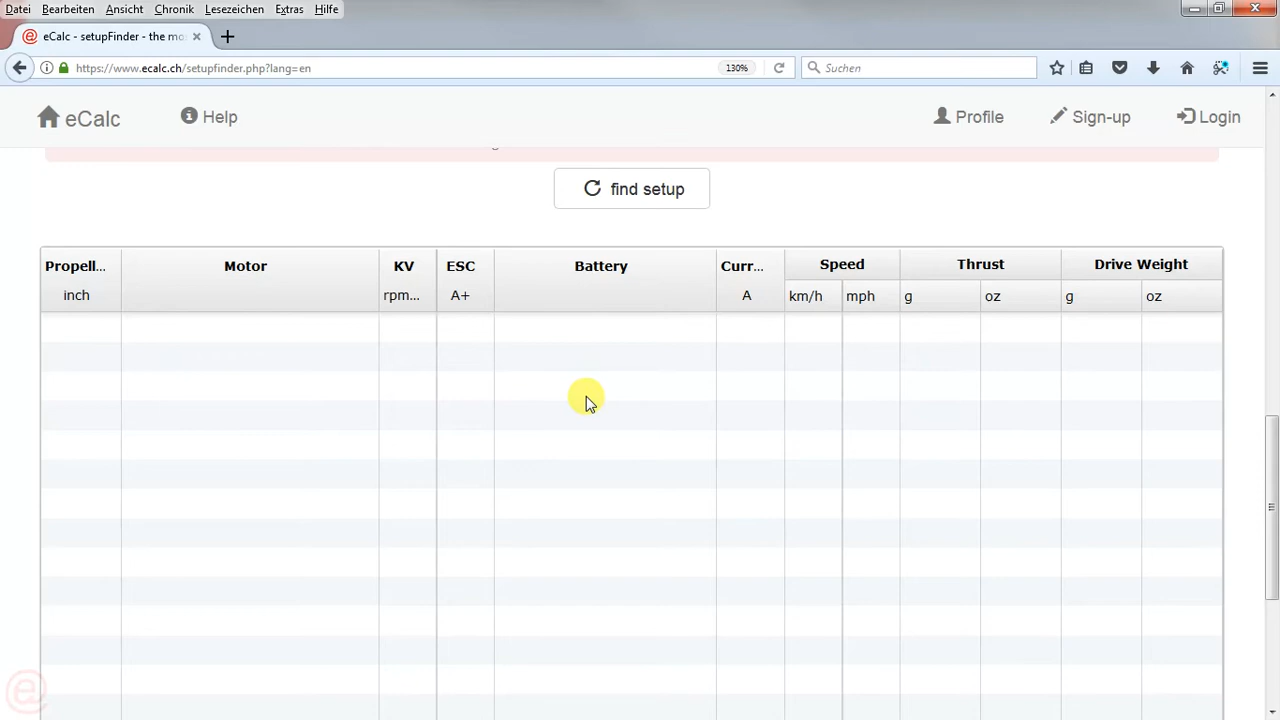 Datei Bearbeiten Ansicht Chronik Lesezeichen Extras Hilfe
eCalc - setupFinder - the mo
https://www.ecalc.ch/setupfinder.php?lang=en 130% Suchen
eCalc Help Profile Sign-up Login
find setup
Propell... Motor KV ESC Battery Curr... Speed Thrust Drive Weight
inch rpm... A+ A km/h mph g oz g oz